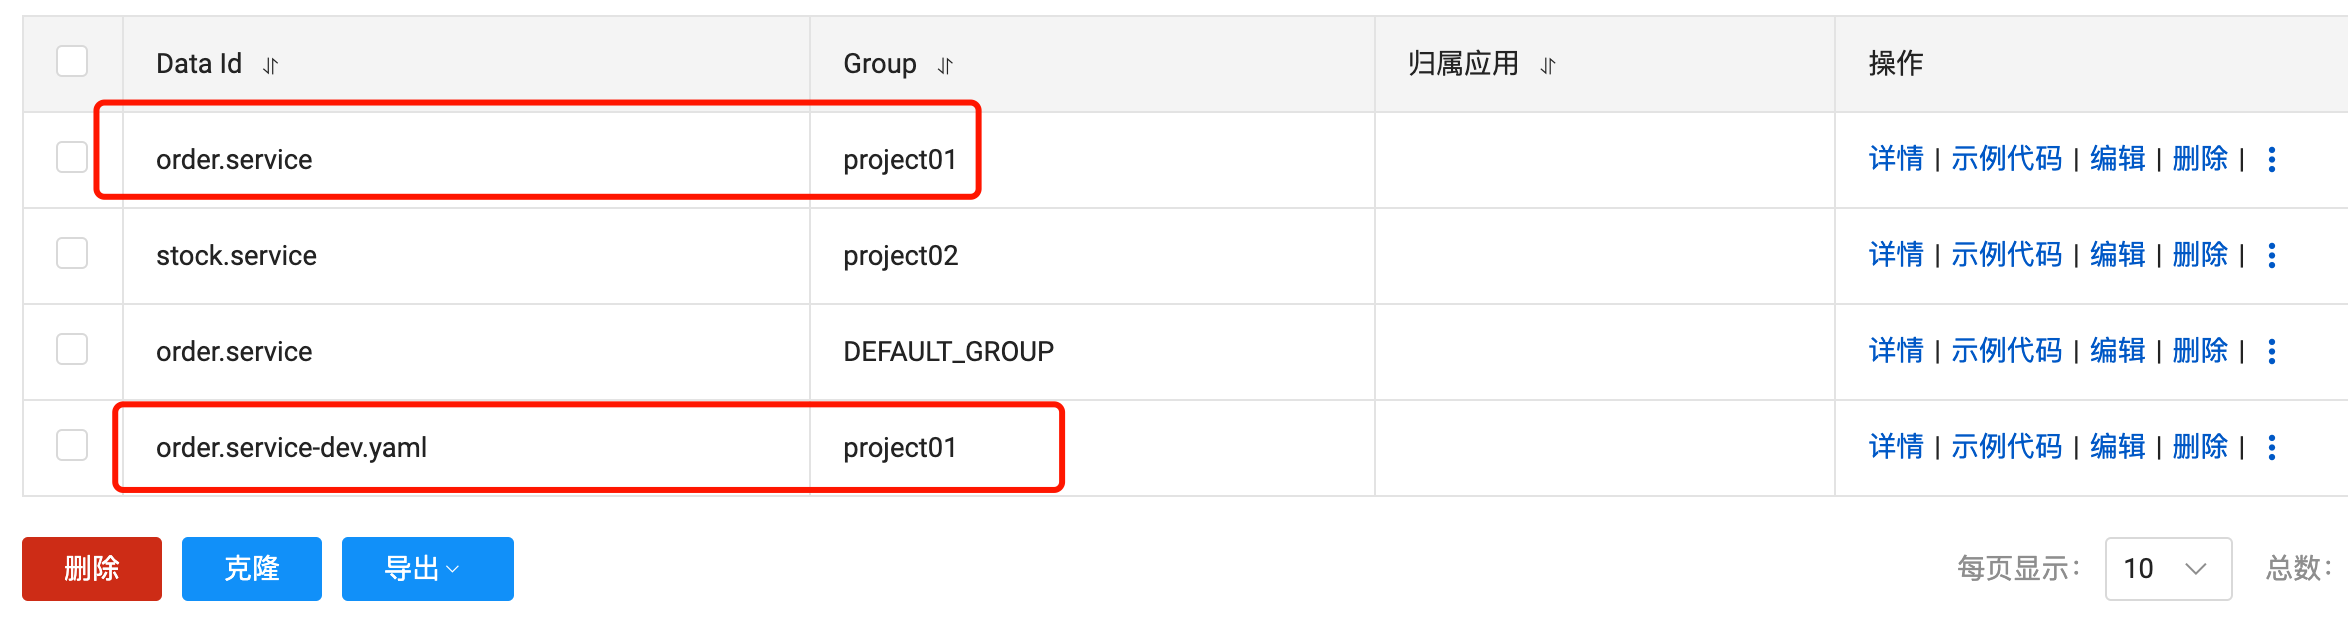 Data Id Group 归属应用 操作
order.service project01 详情 | 示例代码 | 编辑 | 删除 |
stock.service project02 详情 | 示例代码 | 编辑 | 删除 |
order.service DEFAULT_GROUP 详情 | 示例代码 | 编辑 | 删除 |
order.service-dev.yaml project01 详情 | 示例代码 | 编辑 | 删除 |
删除 克隆 导出 每页显示: 10 总数: